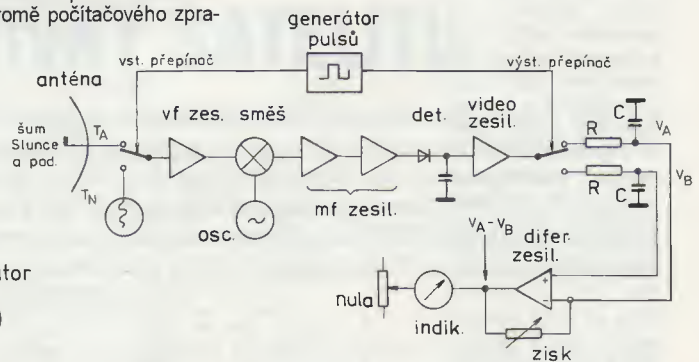 romě počítačového zpra-
generátor
pulsů
vst. přepínač
výst. přepínač
anténa
vf zes.
směš
det.
video
zesil.
R
C
V_A
šum
Slunce
a pod.
T_A
T_N
osc.
mf zesil.
R
C
V_B
V_A-V_B
difer.
zesil.
+
-
átor
)
nula
indik.
zisk